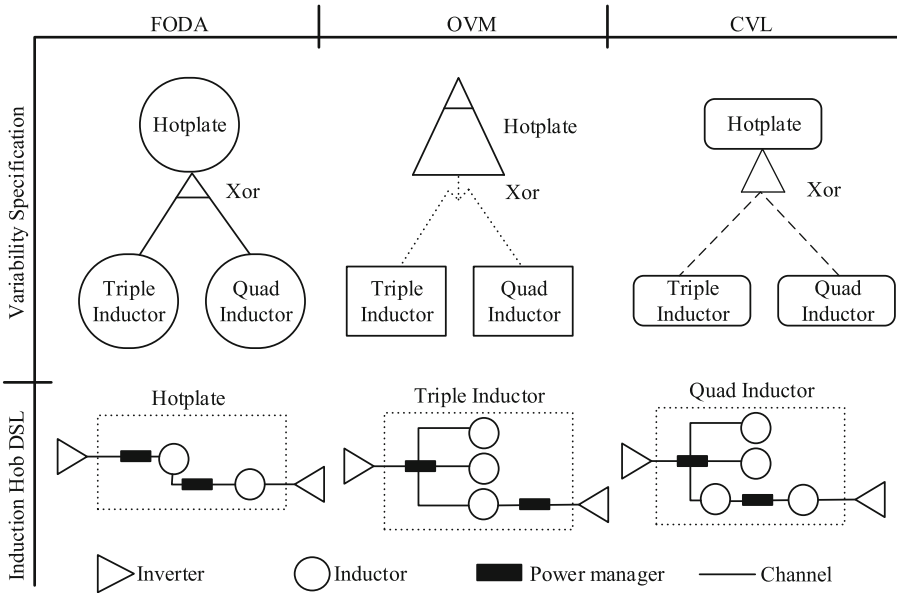 FODA
OVM
CVL
Variability Specification
Hotplate
Xor
Triple
Inductor
Quad
Inductor
Hotplate
Xor
Triple
Inductor
Quad
Inductor
Hotplate
Xor
Triple
Inductor
Quad
Inductor
Induction Hob DSL
Hotplate
Triple Inductor
Quad Inductor
Inverter
Inductor
Power manager
Channel